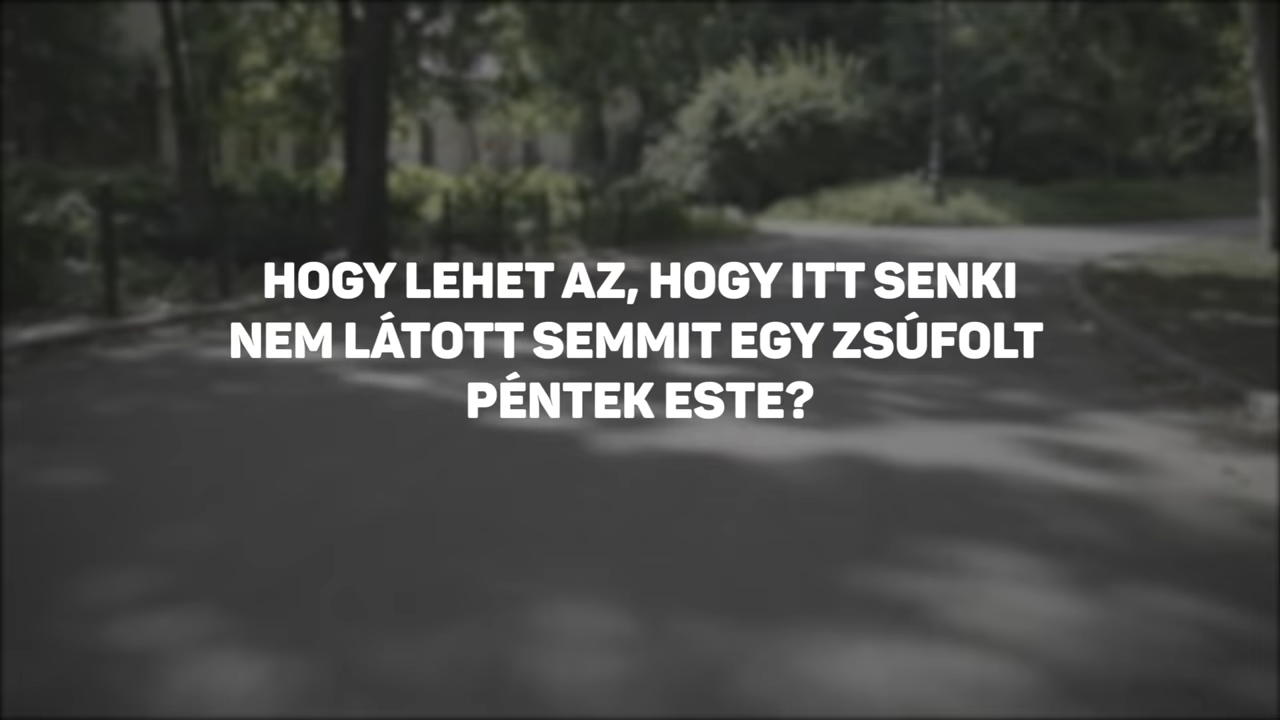 HOGY LEHET AZ, HOGY ITT SENKI
NEM LÁTOTT SEMMIT EGY ZSÚFOLT
PÉNTEK ESTE?